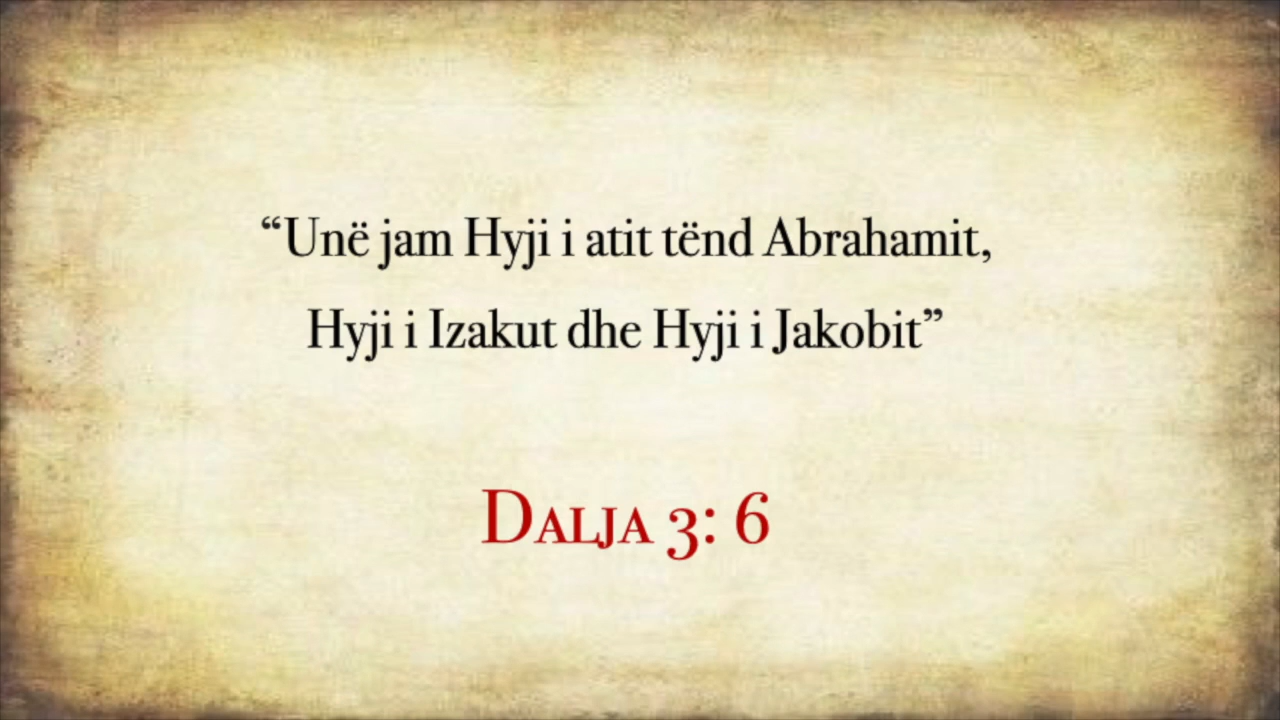 “Unë jam Hyji i atit tënd Abrahamit,
Hyji i Izakut dhe Hyji i Jakobit”
Dalja 3: 6